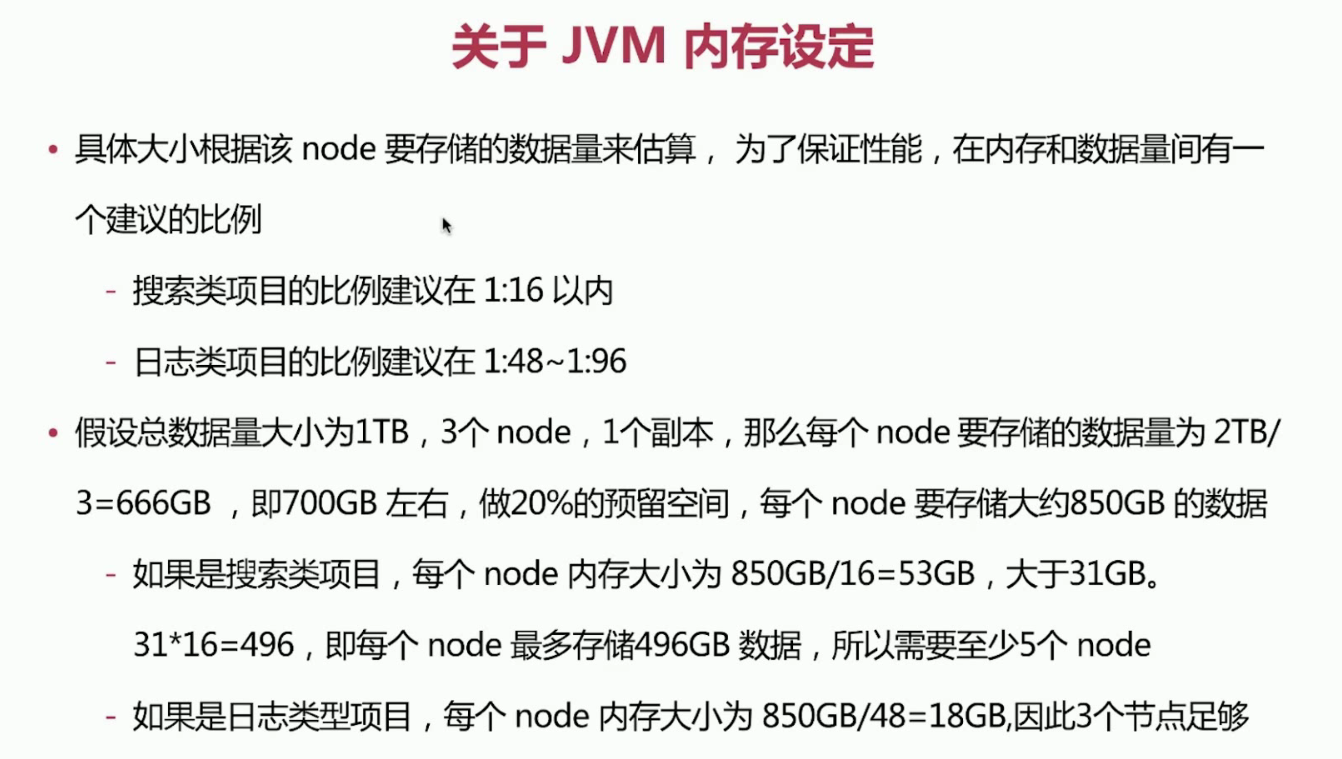 关于 JVM 内存设定
• 具体大小根据该 node 要存储的数据量来估算， 为了保证性能，在内存和数据量间有一
个建议的比例
- 搜索类项目的比例建议在 1:16 以内
- 日志类项目的比例建议在 1:48~1:96
• 假设总数据量大小为1TB，3个 node，1个副本，那么每个 node 要存储的数据量为 2TB/
3=666GB ，即700GB 左右，做20%的预留空间，每个 node 要存储大约850GB 的数据
- 如果是搜索类项目，每个 node 内存大小为 850GB/16=53GB，大于31GB。
31*16=496，即每个 node 最多存储496GB 数据，所以需要至少5个 node
- 如果是日志类型项目，每个 node 内存大小为 850GB/48=18GB,因此3个节点足够